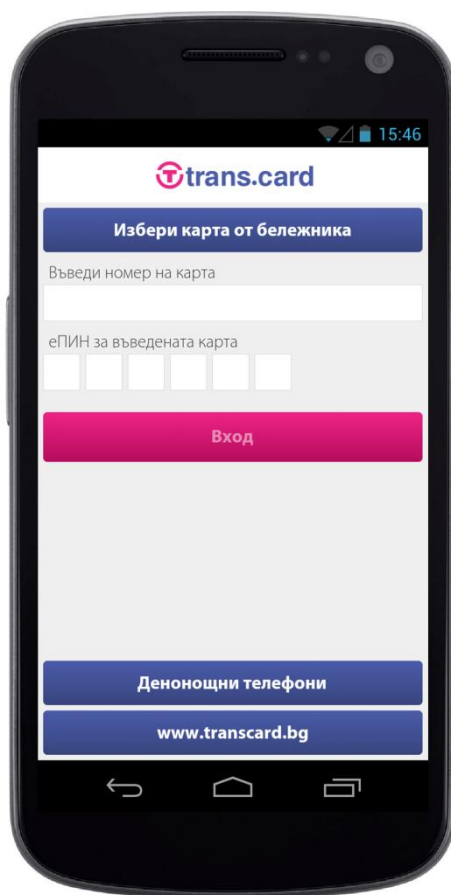 15:46
trans.card
Избери карта от бележника
Въведи номер на карта
еПИН за въведената карта
Вход
Денонощни телефони
www.transcard.bg